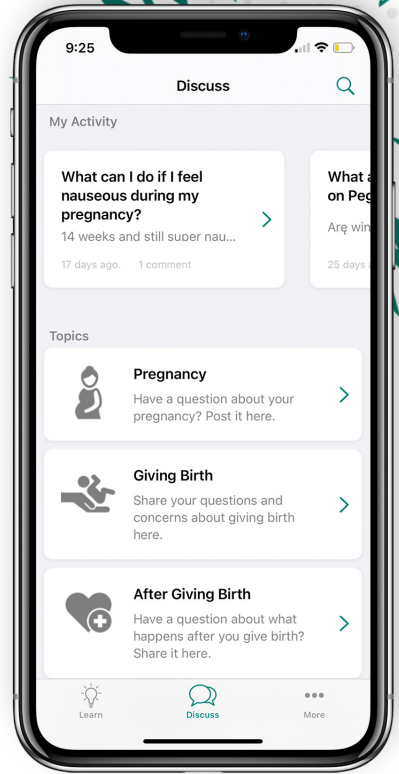 9:25
Discuss
My Activity
What can I do if I feel
nauseous during my
pregnancy?
14 weeks and still super nau...
17 days ago. 1 comment
What
on
Arę win
25 days
Topics
Pregnancy
Have a question about your
pregnancy? Post it here.
Giving Birth
Share your questions and
concerns about giving birth
here.
After Giving Birth
Have a question about what
happens after you give birth?
Share it here.
Learn
Discuss
More